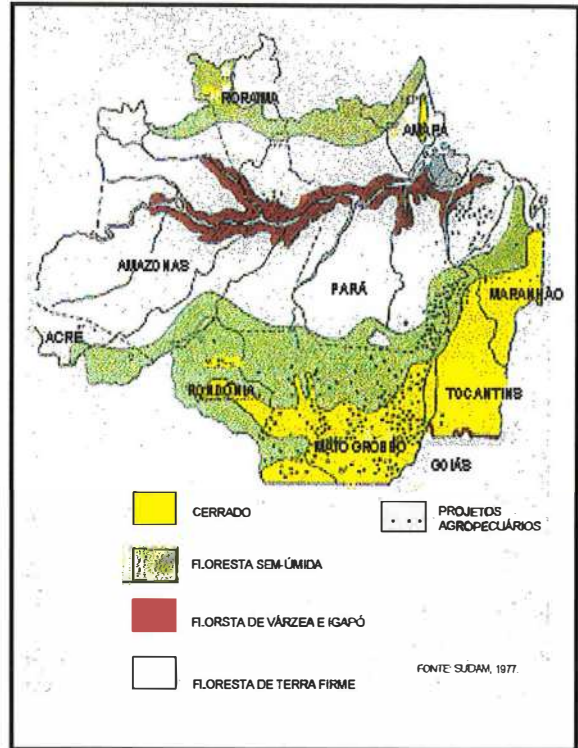 RORAIMA
AMAPÁ
AMAZONAS
PARÁ
MARANHÃO
ACRE
RONDÔNIA
TOCANTINS
MATO GROSSO
GOIÁS
CERRADO
PROJETOS
AGROPECUÁRIOS
FLORESTA SEM-ÚMIDA
FLORSTA DE VÁRZEA E IGAPÓ
FONTE: SUDAM, 1977.
FLORESTA DE TERRA FIRME